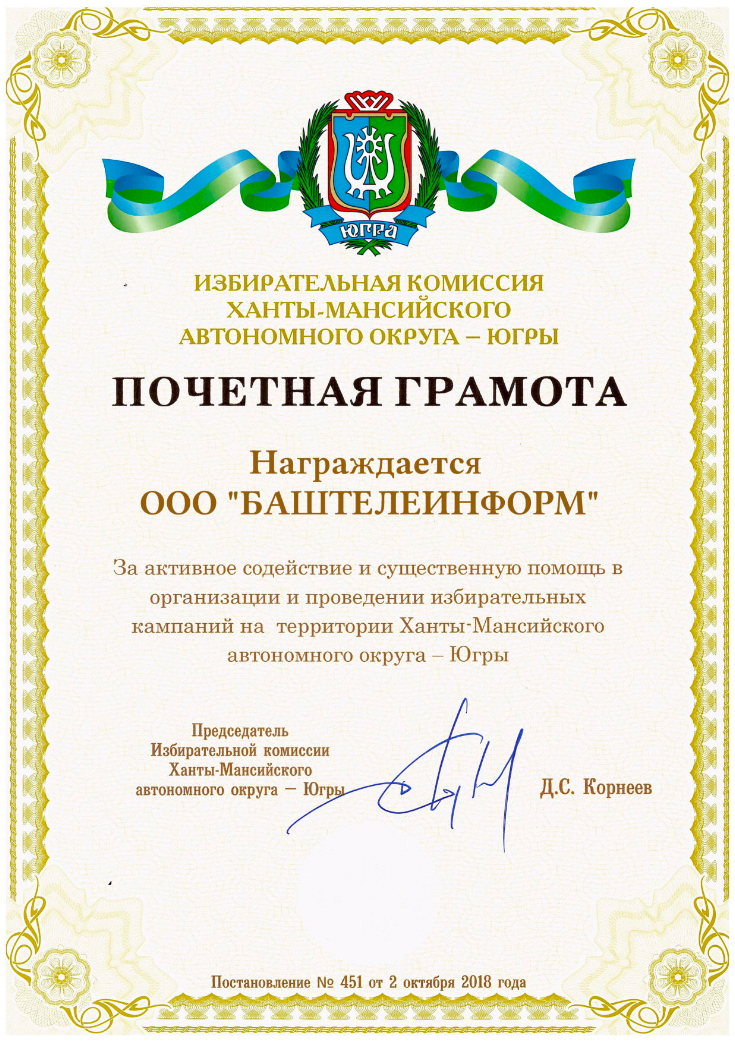 ЮГРА
ИЗБИРАТЕЛЬНАЯ КОМИССИЯ
ХАНТЫ-МАНСИЙСКОГО
АВТОНОМНОГО ОКРУГА – ЮГРЫ
ПОЧЕТНАЯ ГРАМОТА
Награждается
ООО "БАШТЕЛЕИНФОРМ"
За активное содействие и существенную помощь в
организации и проведении избирательных
кампаний на территории Ханты-Мансийского
автономного округа – Югры
Председатель
Избирательной комиссии
Ханты-Мансийского
автономного округа – Югры
Д.С. Корнеев
Постановление № 451 от 2 октября 2018 года